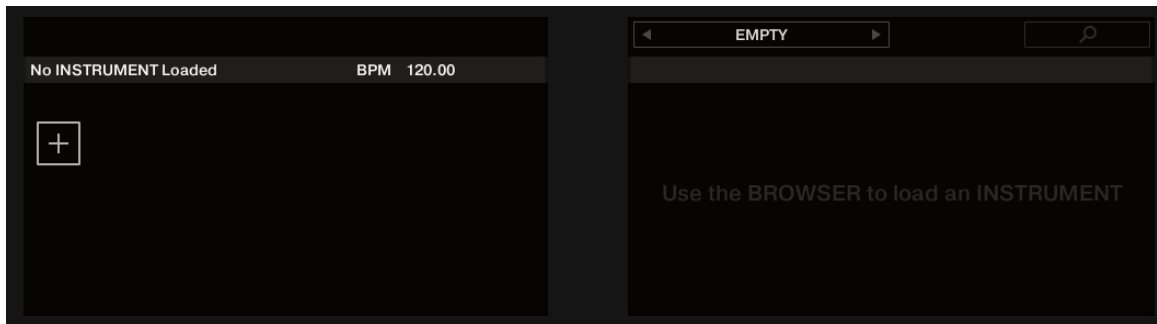 No INSTRUMENT Loaded BPM 120.00
EMPTY
Use the BROWSER to load an INSTRUMENT